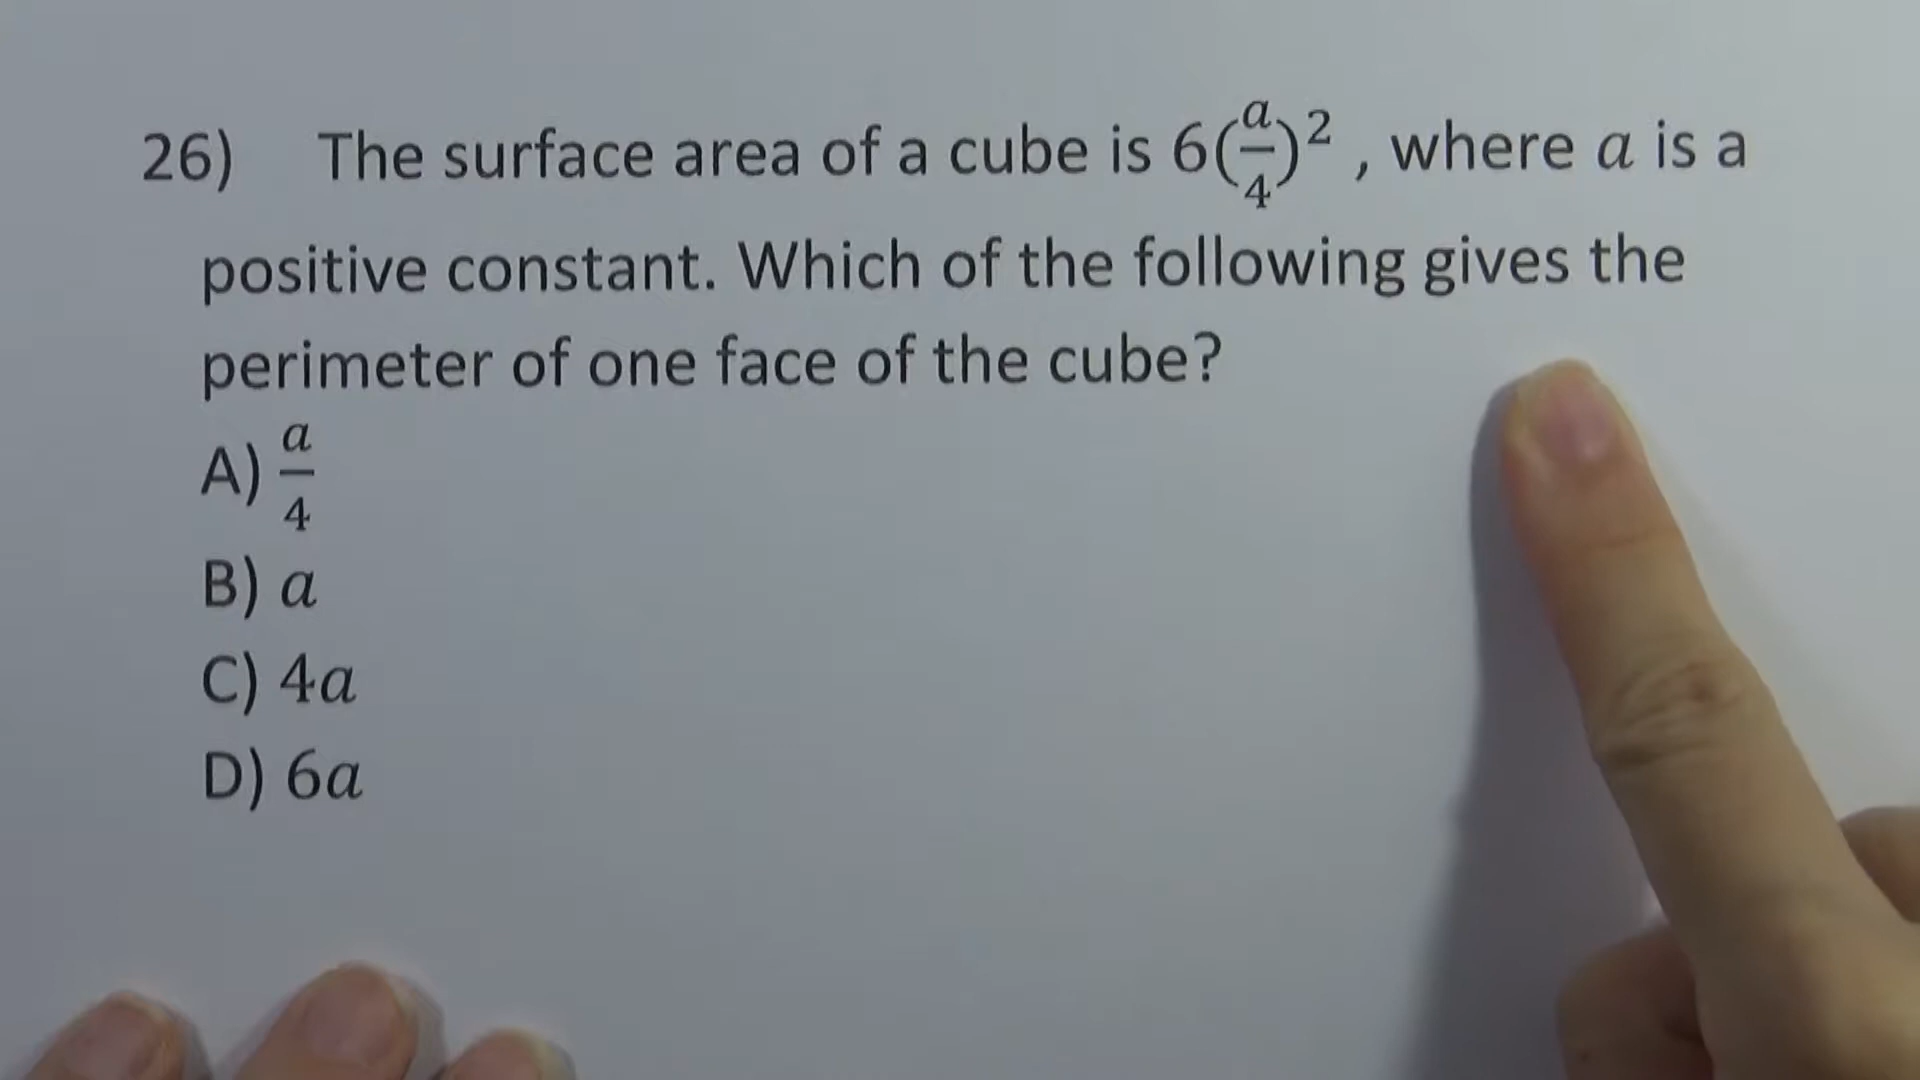 26) The surface area of a cube is 6(a/4)², where a is a
positive constant. Which of the following gives the
perimeter of one face of the cube?
A) a/4
B) a
C) 4a
D) 6a